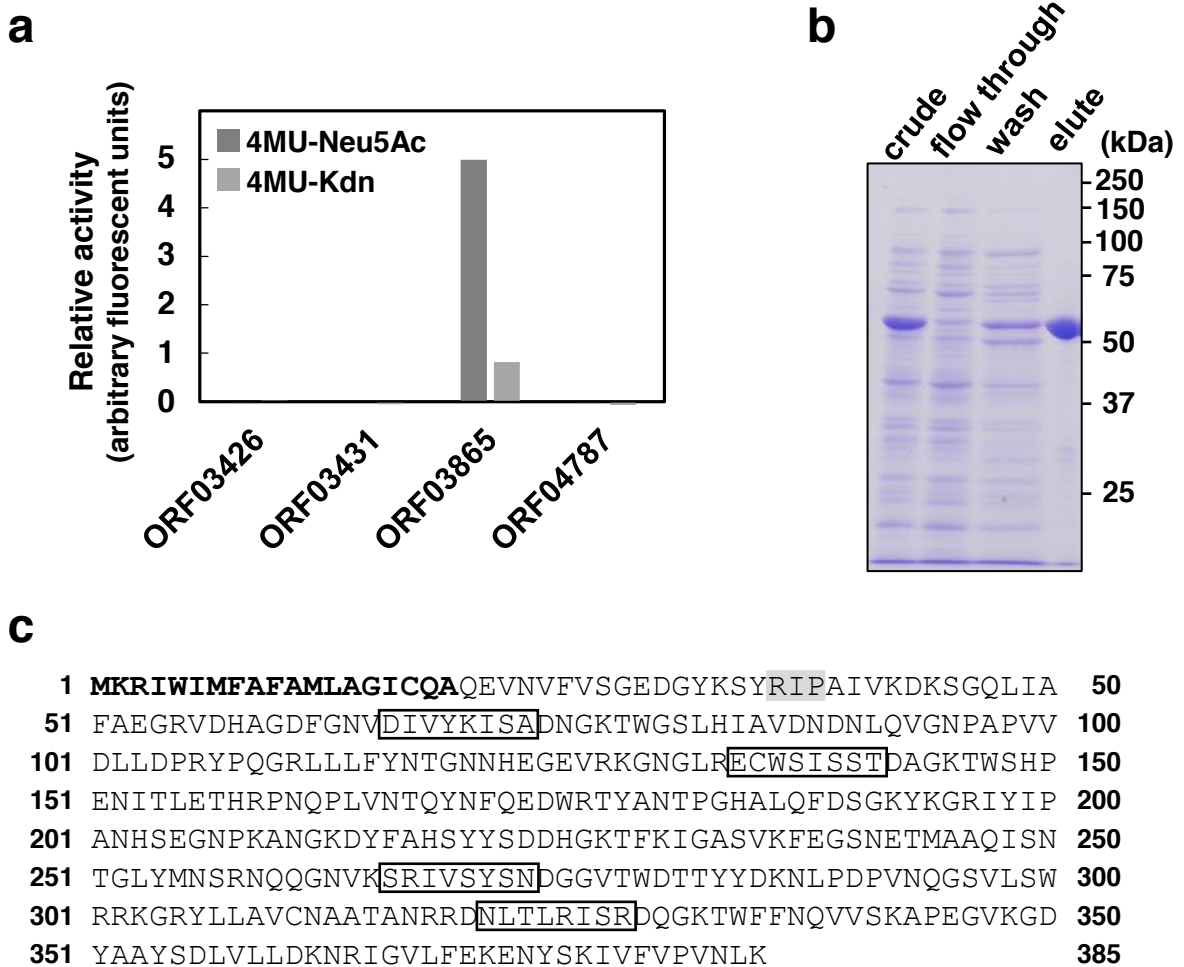 a
Relative activity
(arbitrary fluorescent units)
4MU-Neu5Ac
4MU-Kdn
5
4
3
2
1
0
ORF03426
ORF03431
ORF03865
ORF04787
b
crude
flow through
wash
elute
(kDa)
250
150
100
75
50
37
25
c
1 MKRIWIMFAFAMLAGICQAQEVNVFVSGEDGYKSYRIPAIVKDKSGQLIA 50
51 FAEGRVDHAGDFGNVDIVYKISADNGKTWGSLHIAVDNDNLQVGNPAPVV 100
101 DLLDPRYPQGRLLLFYNTGNNHEGEVRKGNGLRECWSISSTDAGKTWSHP 150
151 ENITLETHRPNQPLVNTQYNFQEDWRTYANTPGHALQFDSGKYKGRIYIP 200
201 ANHSEGNPKANGKDYFAHSYYSDDHGKTFKIGASVKFEGSNETMAAQISN 250
251 TGLYMNSRNQQGNVKSRIVSYSNDGGVTWDTTYYDKNLPDPVNQGSVLSW 300
301 RRKGRYLLAVCNAATANRRDNLTLRISRDQGKTWFFNQVVSKAPEGVKGD 350
351 YAAYSDLVLLDKNRIGVLFEKENYSKIVFVPVNLK 385